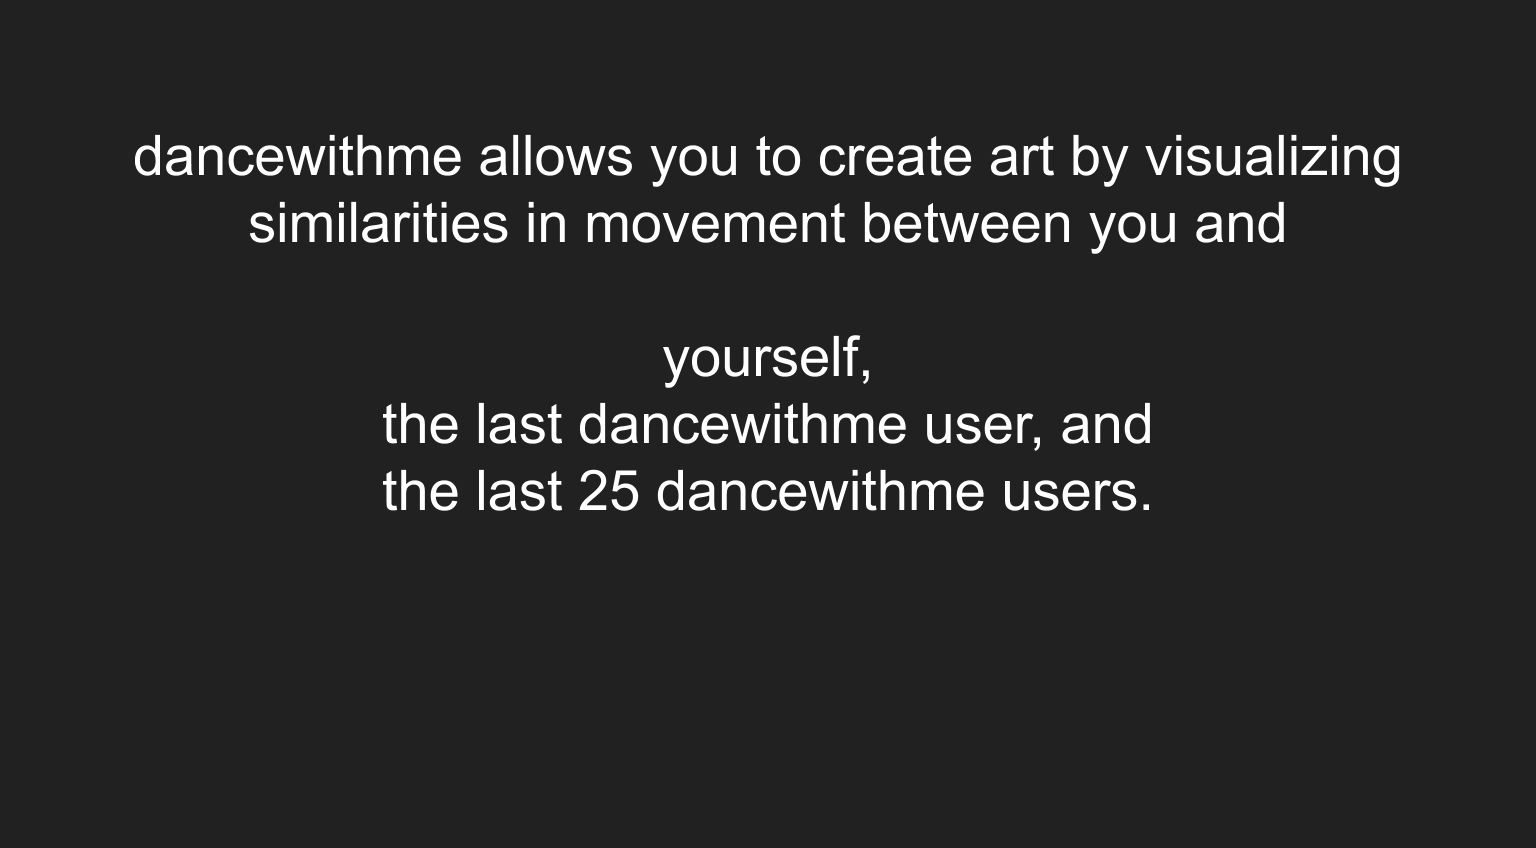 dancewithme allows you to create art by visualizing
similarities in movement between you and
yourself,
the last dancewithme user, and
the last 25 dancewithme users.